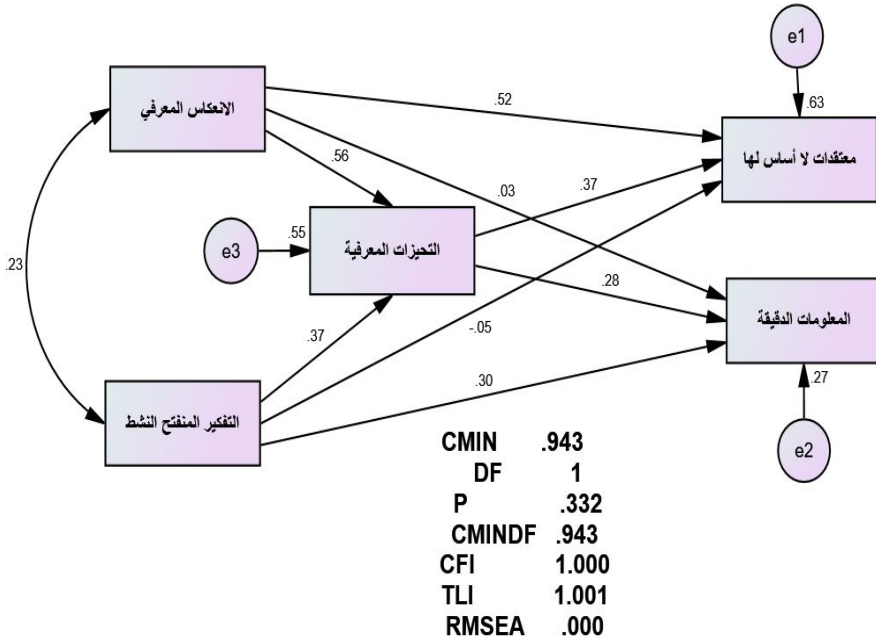 e1
.63
الانعكاس المعرفي
.52
معتقدات لا أساس لها
.56
.03
.37
.23
e3
.55
التحيزات المعرفية
.28
المعلومات الدقيقة
.37
-.05
.30
.27
التفكير المنفتح النشط
e2
CMIN .943
DF 1
P .332
CMINDF .943
CFI 1.000
TLI 1.001
RMSEA .000